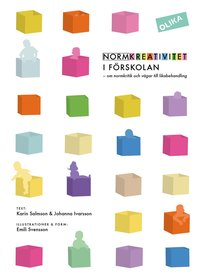 OLIKA
NORMKREATIVITET
I FÖRSKOLAN
– om normkritik och vägar till likabehandling
TEXT:
Karin Salmson & Johanna Ivarsson
ILLUSTRATIONER & FORM:
Emili Svensson